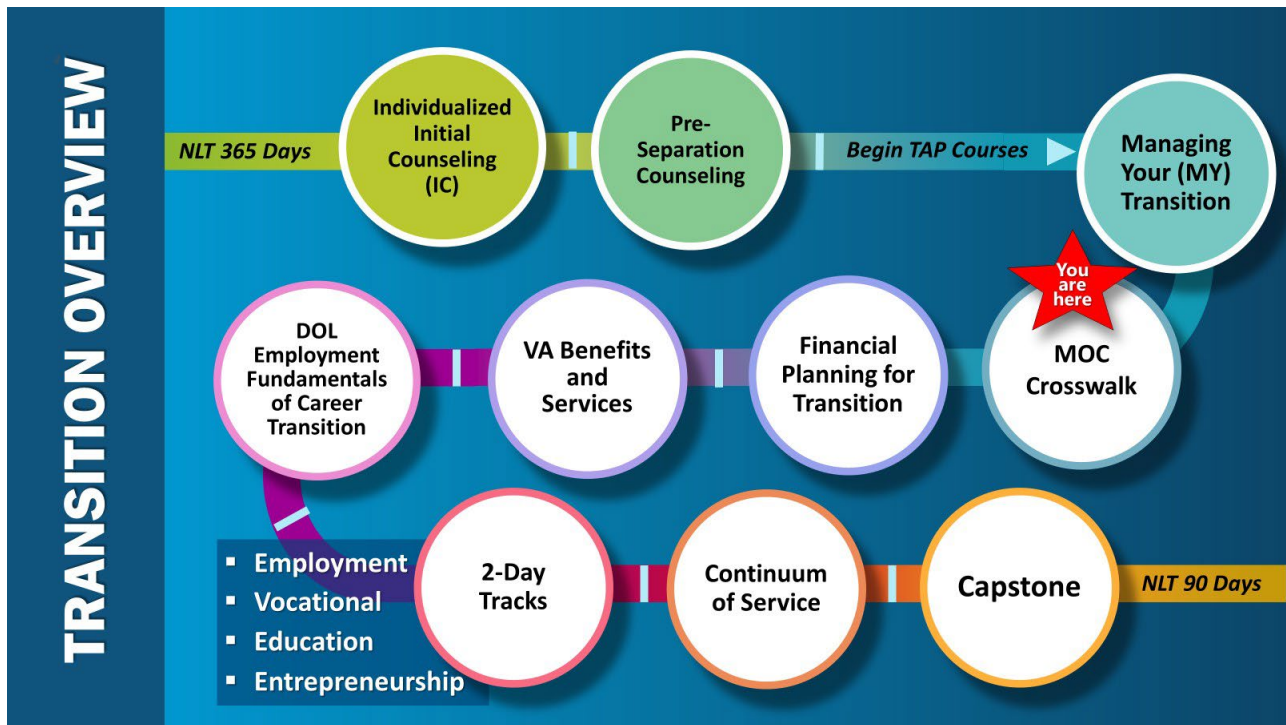 TRANSITION OVERVIEW
NLT 365 Days
Individualized
Initial
Counseling
(IC)
Pre-
Separation
Counseling
Begin TAP Courses
Managing
Your (MY)
Transition
You
are
here
MOC
Crosswalk
Financial
Planning for
Transition
VA Benefits
and
Services
DOL
Employment
Fundamentals
of Career
Transition
▪ Employment
▪ Vocational
▪ Education
▪ Entrepreneurship
2-Day
Tracks
Continuum
of Service
Capstone
NLT 90 Days